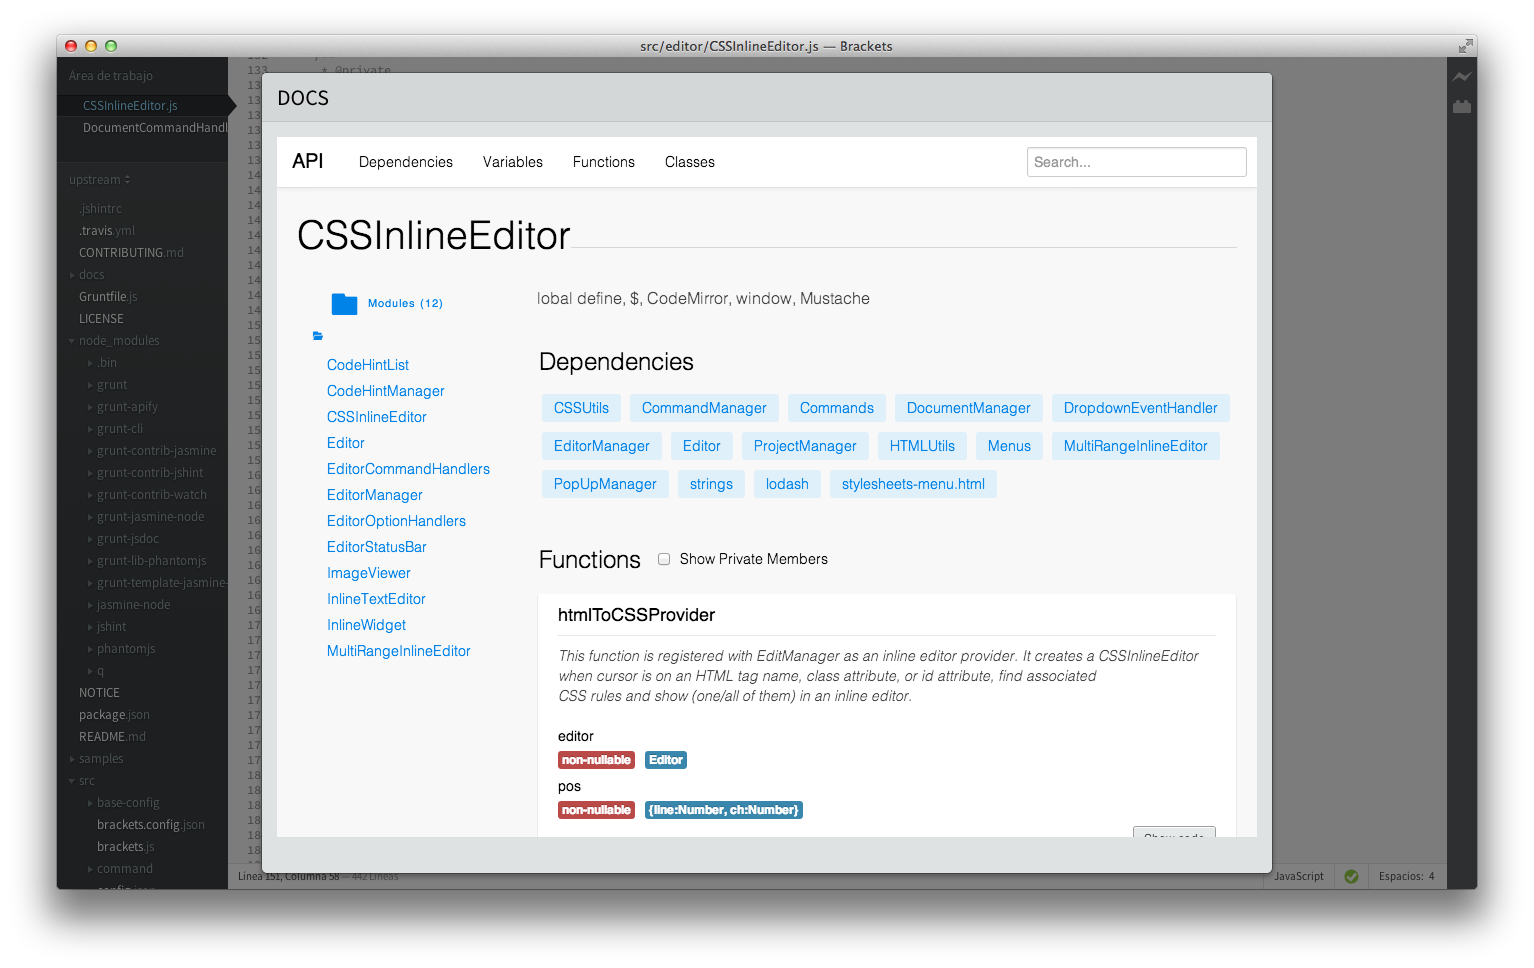 src/editor/CSSInlineEditor.js — Brackets
Área de trabajo
CSSInlineEditor.js
DocumentCommandHandl
upstream
.jshintrc
.travis.yml
CONTRIBUTING.md
docs
Gruntfile.js
LICENSE
node_modules
.bin
grunt
grunt-apify
grunt-cli
grunt-contrib-jasmine
grunt-contrib-jshint
grunt-contrib-watch
grunt-jasmine-node
grunt-jsdoc
grunt-lib-phantomjs
grunt-template-jasmine-
jasmine-node
jshint
phantomjs
q
NOTICE
package.json
README.md
samples
src
base-config
brackets.config.json
brackets.js
command
config.json
133 * @private
DOCS
API Dependencies Variables Functions Classes Search...
CSSInlineEditor
Modules (12)
CodeHintList
CodeHintManager
CSSInlineEditor
Editor
EditorCommandHandlers
EditorManager
EditorOptionHandlers
EditorStatusBar
ImageViewer
InlineTextEditor
InlineWidget
MultiRangeInlineEditor
lobal define, $, CodeMirror, window, Mustache
Dependencies
CSSUtils CommandManager Commands DocumentManager DropdownEventHandler
EditorManager Editor ProjectManager HTMLUtils Menus MultiRangeInlineEditor
PopUpManager strings lodash stylesheets-menu.html
Functions Show Private Members
htmlToCSSProvider
This function is registered with EditManager as an inline editor provider. It creates a CSSInlineEditor
when cursor is on an HTML tag name, class attribute, or id attribute, find associated
CSS rules and show (one/all of them) in an inline editor.
editor
non-nullable Editor
pos
non-nullable {line:Number, ch:Number}
Show code
Línea 151, Columna 58 — 442 Líneas
JavaScript Espacios: 4